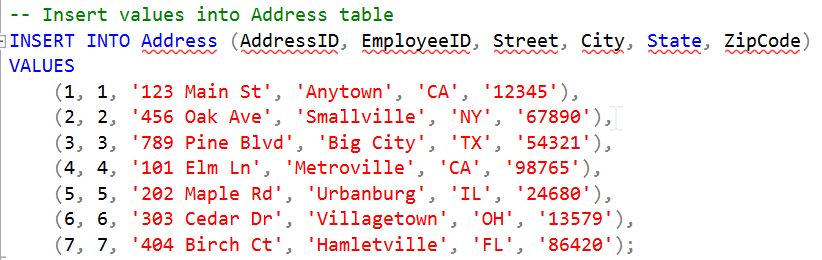 -- Insert values into Address table
INSERT INTO Address (AddressID, EmployeeID, Street, City, State, ZipCode)
VALUES
(1, 1, '123 Main St', 'Anytown', 'CA', '12345'),
(2, 2, '456 Oak Ave', 'Smallville', 'NY', '67890'),
(3, 3, '789 Pine Blvd', 'Big City', 'TX', '54321'),
(4, 4, '101 Elm Ln', 'Metroville', 'CA', '98765'),
(5, 5, '202 Maple Rd', 'Urbanburg', 'IL', '24680'),
(6, 6, '303 Cedar Dr', 'Villagetown', 'OH', '13579'),
(7, 7, '404 Birch Ct', 'Hamletville', 'FL', '86420');